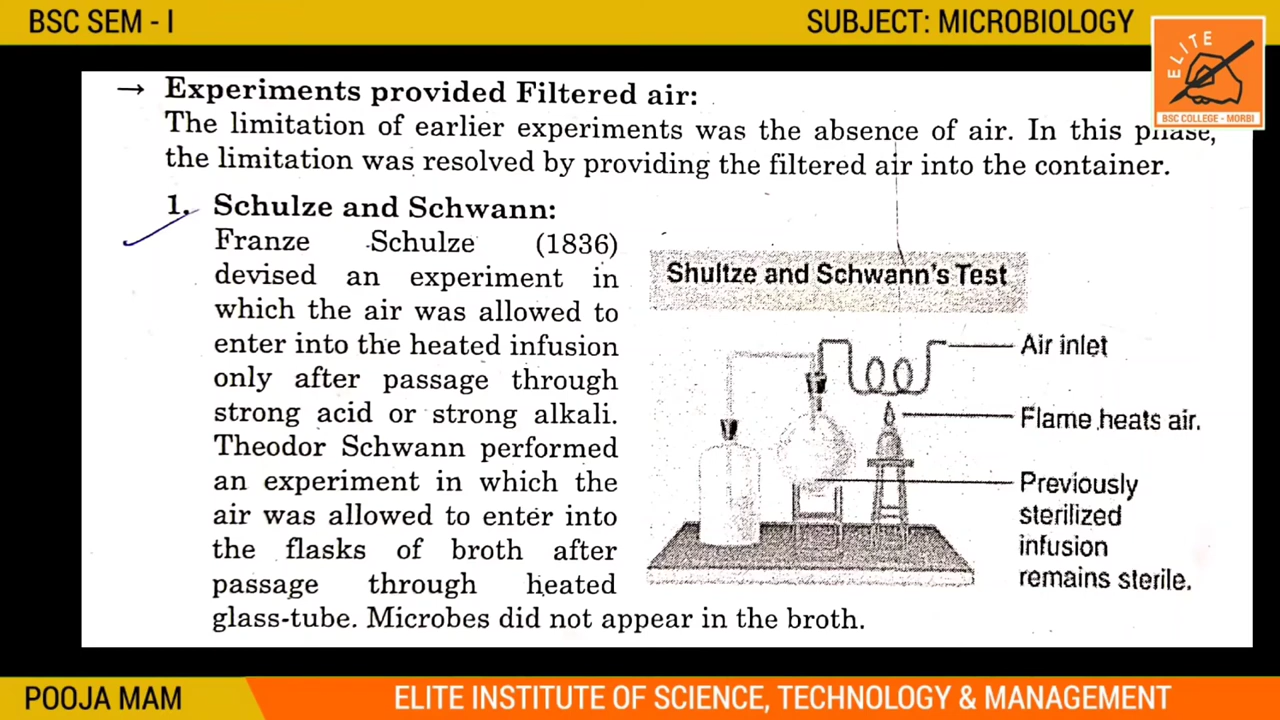 BSC SEM - I
SUBJECT: MICROBIOLOGY
ELITE
BSC COLLEGE - MORBI
→ Experiments provided Filtered air:
The limitation of earlier experiments was the absence of air. In this phase,
the limitation was resolved by providing the filtered air into the container.
1. Schulze and Schwann:
Franze Schulze (1836)
devised an experiment in
which the air was allowed to
enter into the heated infusion
only after passage through
strong acid or strong alkali.
Theodor Schwann performed
an experiment in which the
air was allowed to enter into
the flasks of broth after
passage through heated
glass-tube. Microbes did not appear in the broth.
Shultze and Schwann's Test
Air inlet
Flame heats air.
Previously
sterilized
infusion
remains sterile.
POOJA MAM
ELITE INSTITUTE OF SCIENCE, TECHNOLOGY & MANAGEMENT